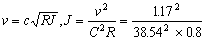 v = c√RJ, J = v²/C²R = 1.17²/38.54² × 0.8